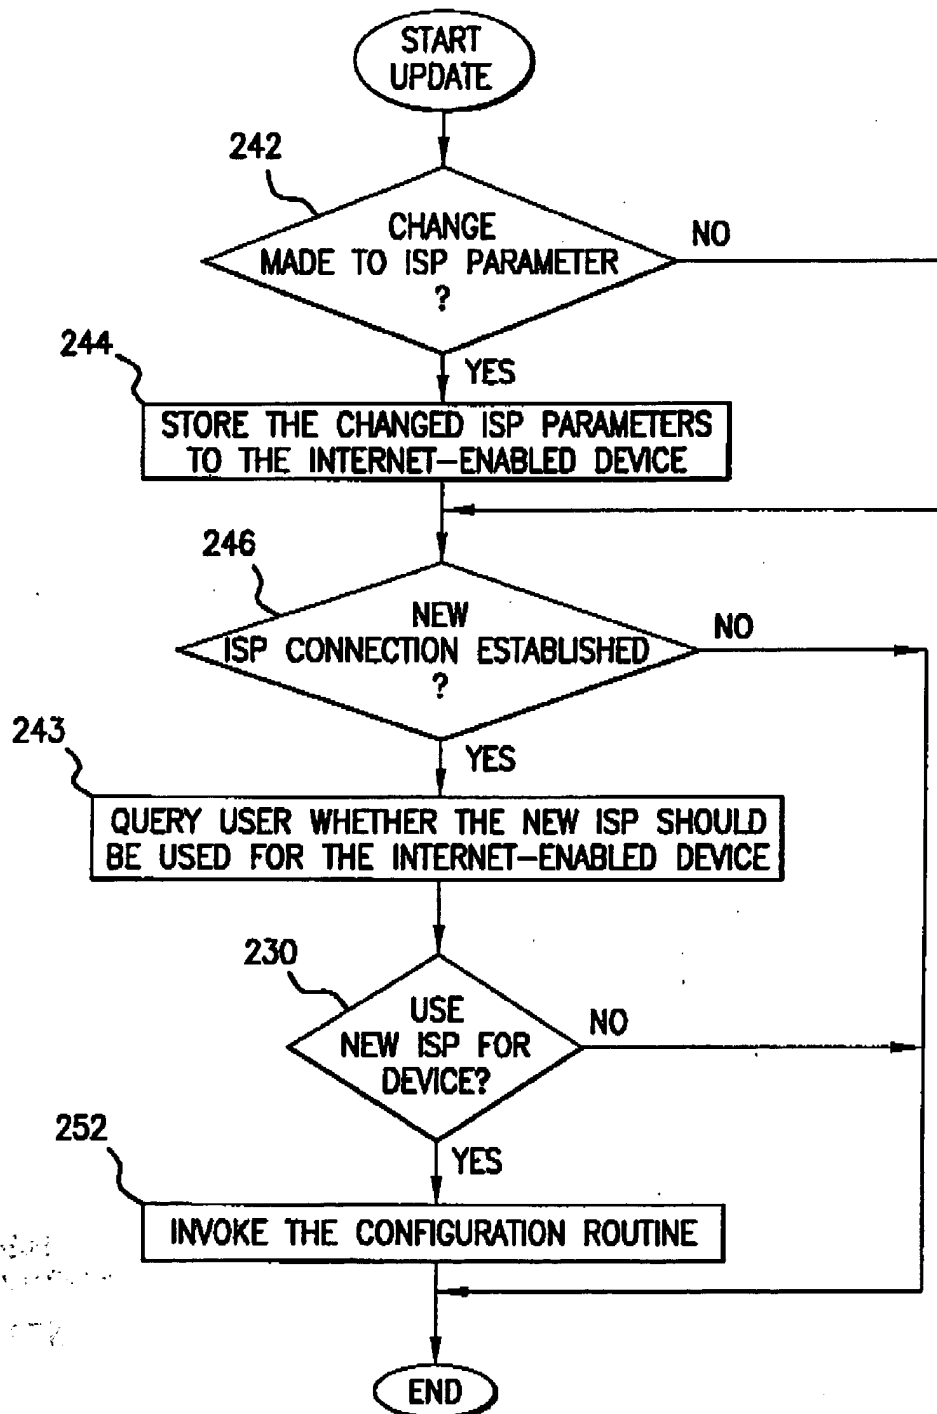 START
UPDATE
242
CHANGE
MADE TO ISP PARAMETER
?
NO
YES
244
STORE THE CHANGED ISP PARAMETERS
TO THE INTERNET-ENABLED DEVICE
246
NEW
ISP CONNECTION ESTABLISHED
?
NO
YES
243
QUERY USER WHETHER THE NEW ISP SHOULD
BE USED FOR THE INTERNET-ENABLED DEVICE
230
USE
NEW ISP FOR
DEVICE?
NO
YES
252
INVOKE THE CONFIGURATION ROUTINE
END